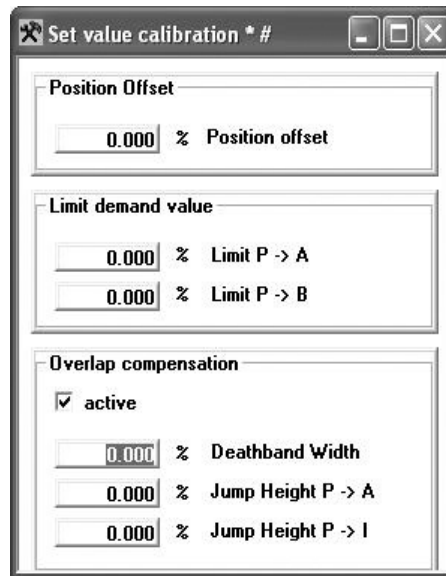 Set value calibration * #
Position Offset
0.000 % Position offset
Limit demand value
0.000 % Limit P -> A
0.000 % Limit P -> B
Overlap compensation
active
0.000 % Deathband Width
0.000 % Jump Height P -> A
0.000 % Jump Height P -> I